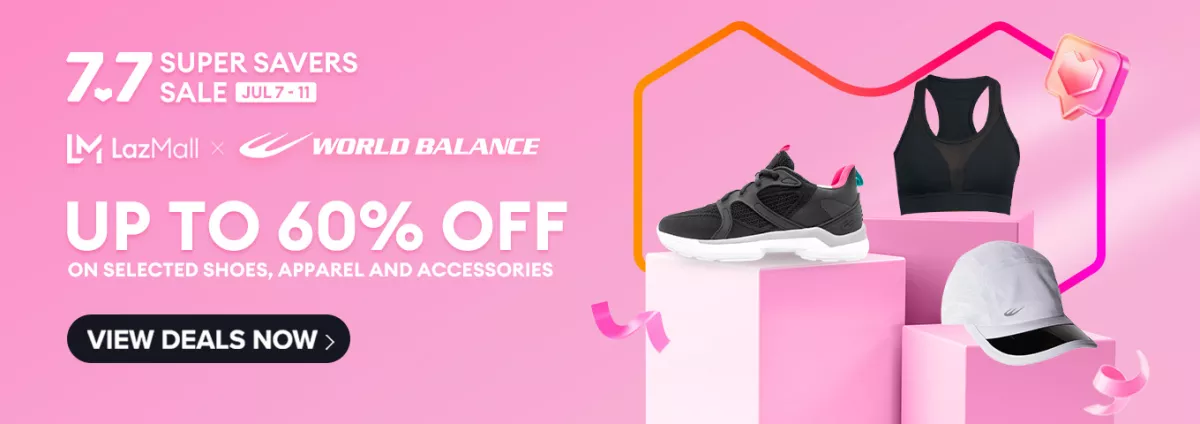 7.7 SUPER SAVERS
SALE JUL 7 - 11
LM LazMall × WORLD BALANCE
UP TO 60% OFF
ON SELECTED SHOES, APPAREL AND ACCESSORIES
VIEW DEALS NOW >